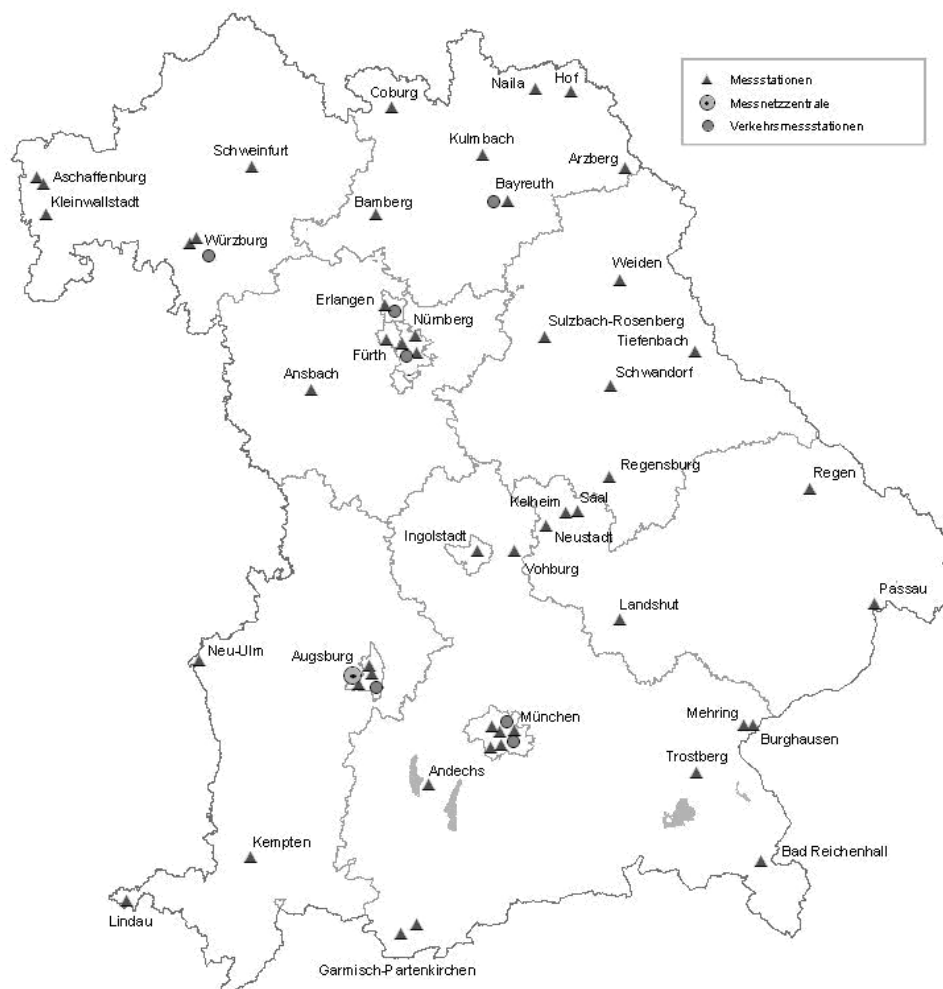 Messstationen
Messnetzzentrale
Verkehrsmessstationen
Naila
Hof
Coburg
Kulmbach
Schweinfurt
Arzberg
Aschaffenburg
Kleinwallstadt
Bamberg
Bayreuth
Würzburg
Weiden
Erlangen
Nürnberg
Sulzbach-Rosenberg
Tiefenbach
Fürth
Ansbach
Schwandorf
Regensburg
Regen
Kelheim
Saal
Ingolstadt
Neustadt
Vohburg
Passau
Landshut
Neu-Ulm
Augsburg
München
Mehring
Burghausen
Trostberg
Andechs
Kempten
Bad Reichenhall
Lindau
Garmisch-Partenkirchen